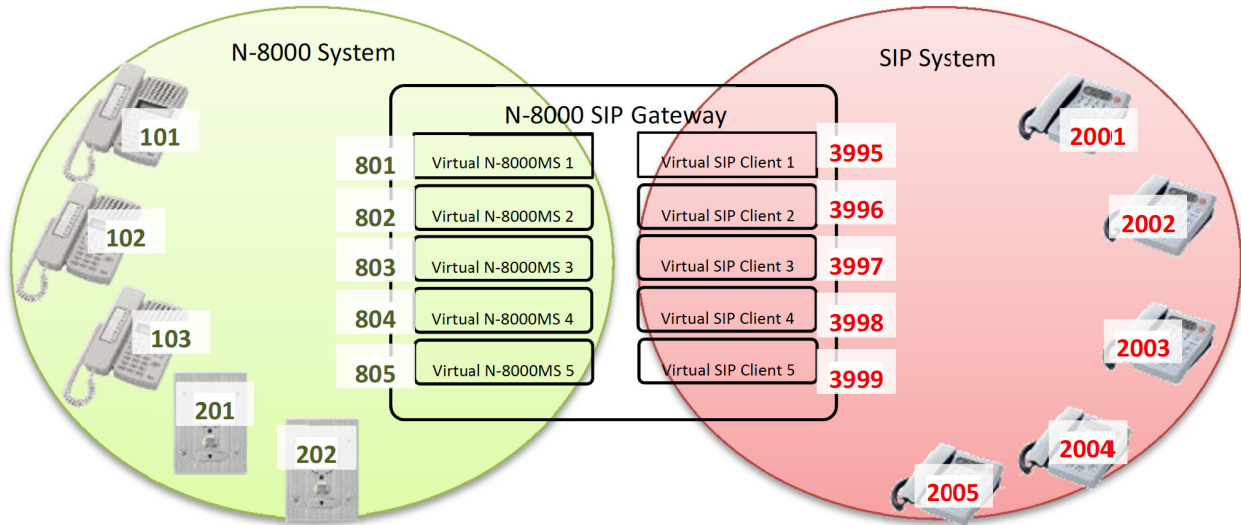 N-8000 System
SIP System
N-8000 SIP Gateway
101
102
103
201
202
801
Virtual N-8000MS 1
802
Virtual N-8000MS 2
803
Virtual N-8000MS 3
804
Virtual N-8000MS 4
805
Virtual N-8000MS 5
Virtual SIP Client 1
3995
Virtual SIP Client 2
3996
Virtual SIP Client 3
3997
Virtual SIP Client 4
3998
Virtual SIP Client 5
3999
2001
2002
2003
2004
2005